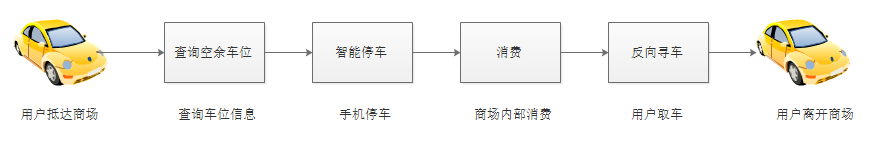 查询空余车位
智能停车
消费
反向寻车
用户抵达商场
查询车位信息
手机停车
商场内部消费
用户取车
用户离开商场